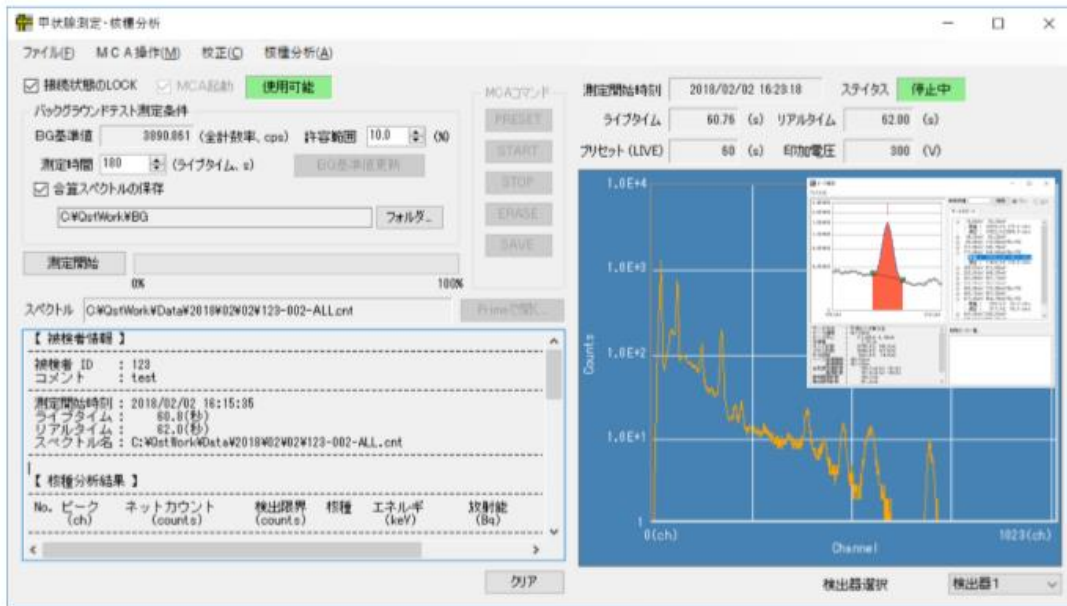 甲状腺測定・核種分析
ファイル(F) ＭＣＡ操作(M) 校正(C) 核種分析(A)
接続状態のLOCK MCA起動 使用可能
バックグラウンドテスト測定条件
BG基準値 3890.861 (全計数率、cps) 許容範囲 10.0 (%)
測定時間 180 (ライブタイム、s) BG基準値更新
合算スペクトルの保存
C:¥QstWork¥BG フォルダ...
測定開始
0% 100%
MCAコマンド
PRESET
START
STOP
ERASE
SAVE
スペクトル C:¥QstWork¥Data¥2018¥02¥02¥123-002-ALL.cnt Primeで開く...
【 被検者情報 】
被検者 ID : 123
コメント : test
測定開始時刻 : 2018/02/02 16:15:35
ライブタイム : 60.8(秒)
リアルタイム : 62.0(秒)
スペクトル名 : C:¥QstWork¥Data¥2018¥02¥02¥123-002-ALL.cnt
【 核種分析結果 】
No. ピーク ネットカウント 検出限界 核種 エネルギ 放射能
(ch) (counts) (counts) (keV) (Bq)
クリア
測定開始時刻 2018/02/02 16:23:18 ステイタス 停止中
ライブタイム 60.76 (s) リアルタイム 62.00 (s)
プリセット(LIVE) 60 (s) 印加電圧 300 (V)
1.0E+4
1.0E+3
1.0E+2
1.0E+1
1
Counts
0(ch) 1023(ch)
Channel
検出器選択 検出器1